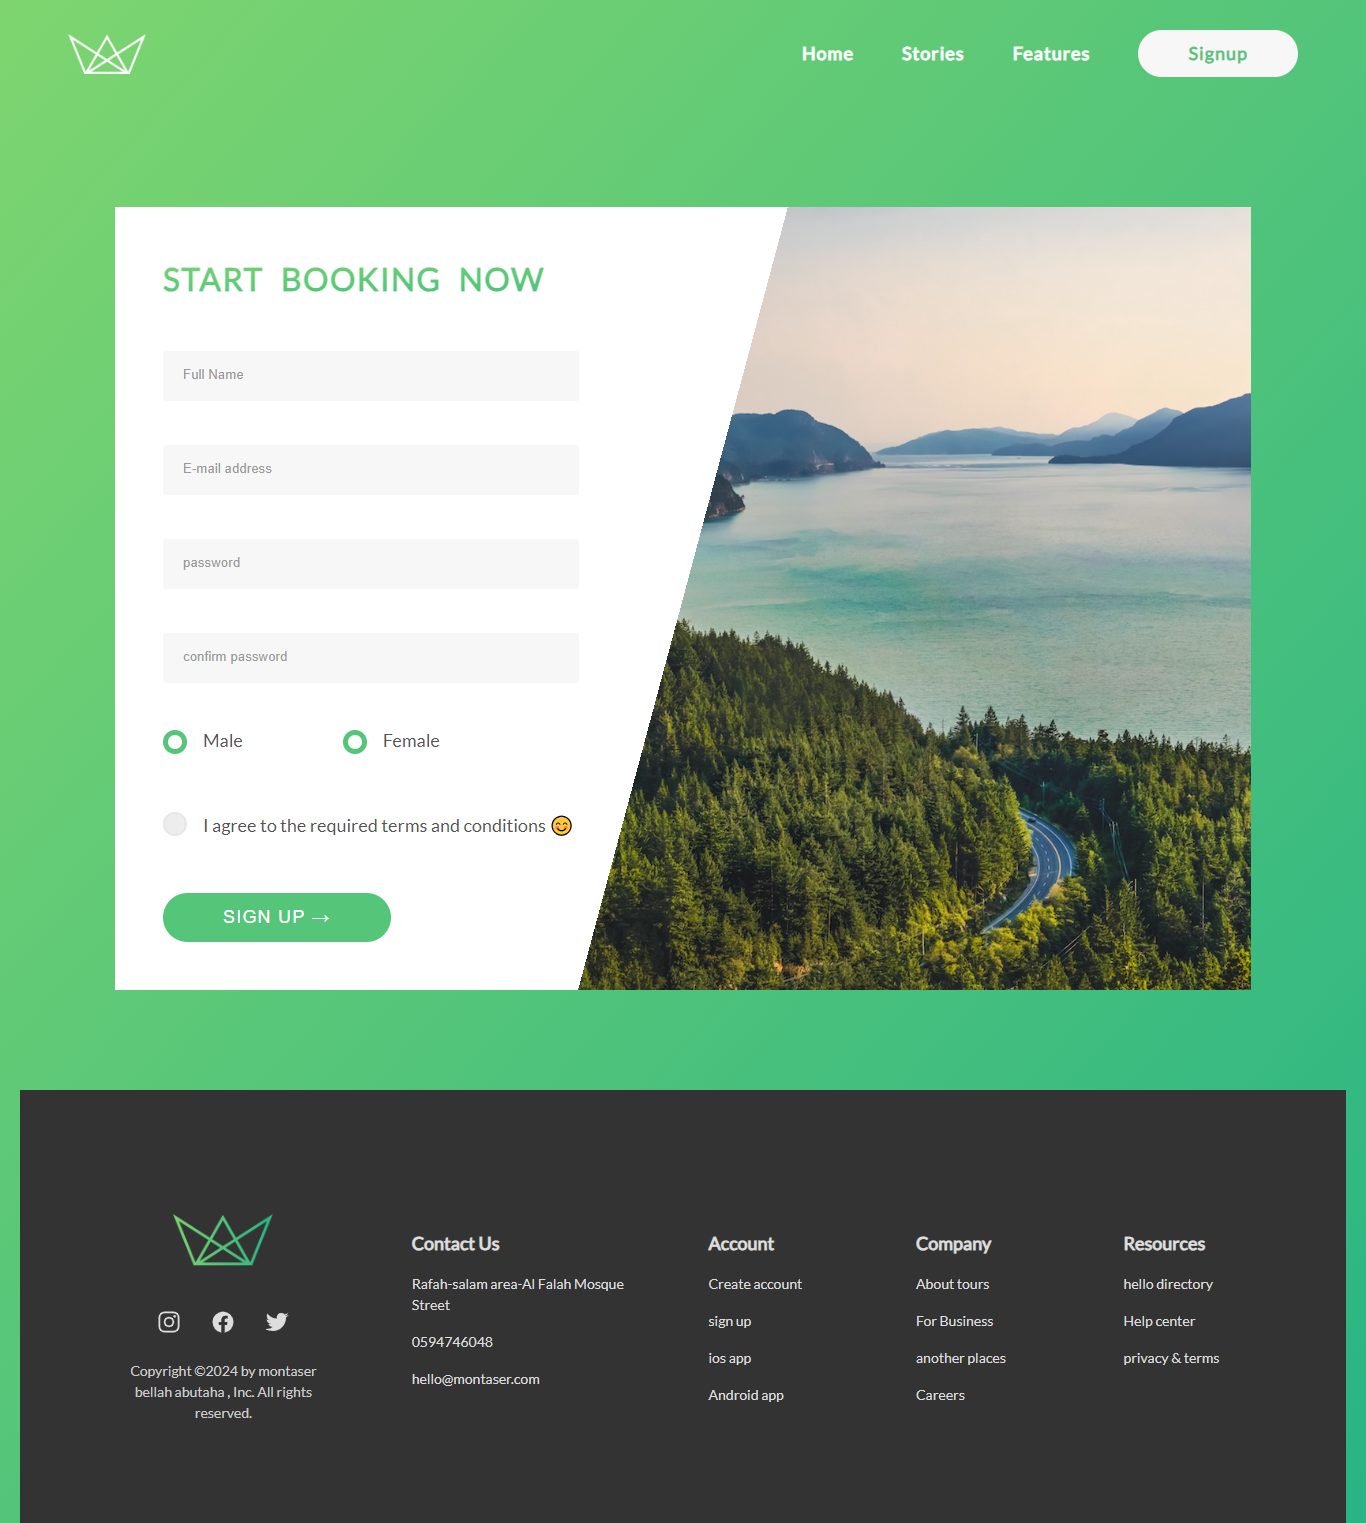 Home Stories Features Signup
START BOOKING NOW
Full Name
E-mail address
password
confirm password
Male Female
I agree to the required terms and conditions 😊
SIGN UP →
Contact Us
Rafah-salam area-Al Falah Mosque
Street
0594746048
hello@montaser.com
Account
Create account
sign up
ios app
Android app
Company
About tours
For Business
another places
Careers
Resources
hello directory
Help center
privacy & terms
Copyright ©2024 by montaser
bellah abutaha , Inc. All rights
reserved.